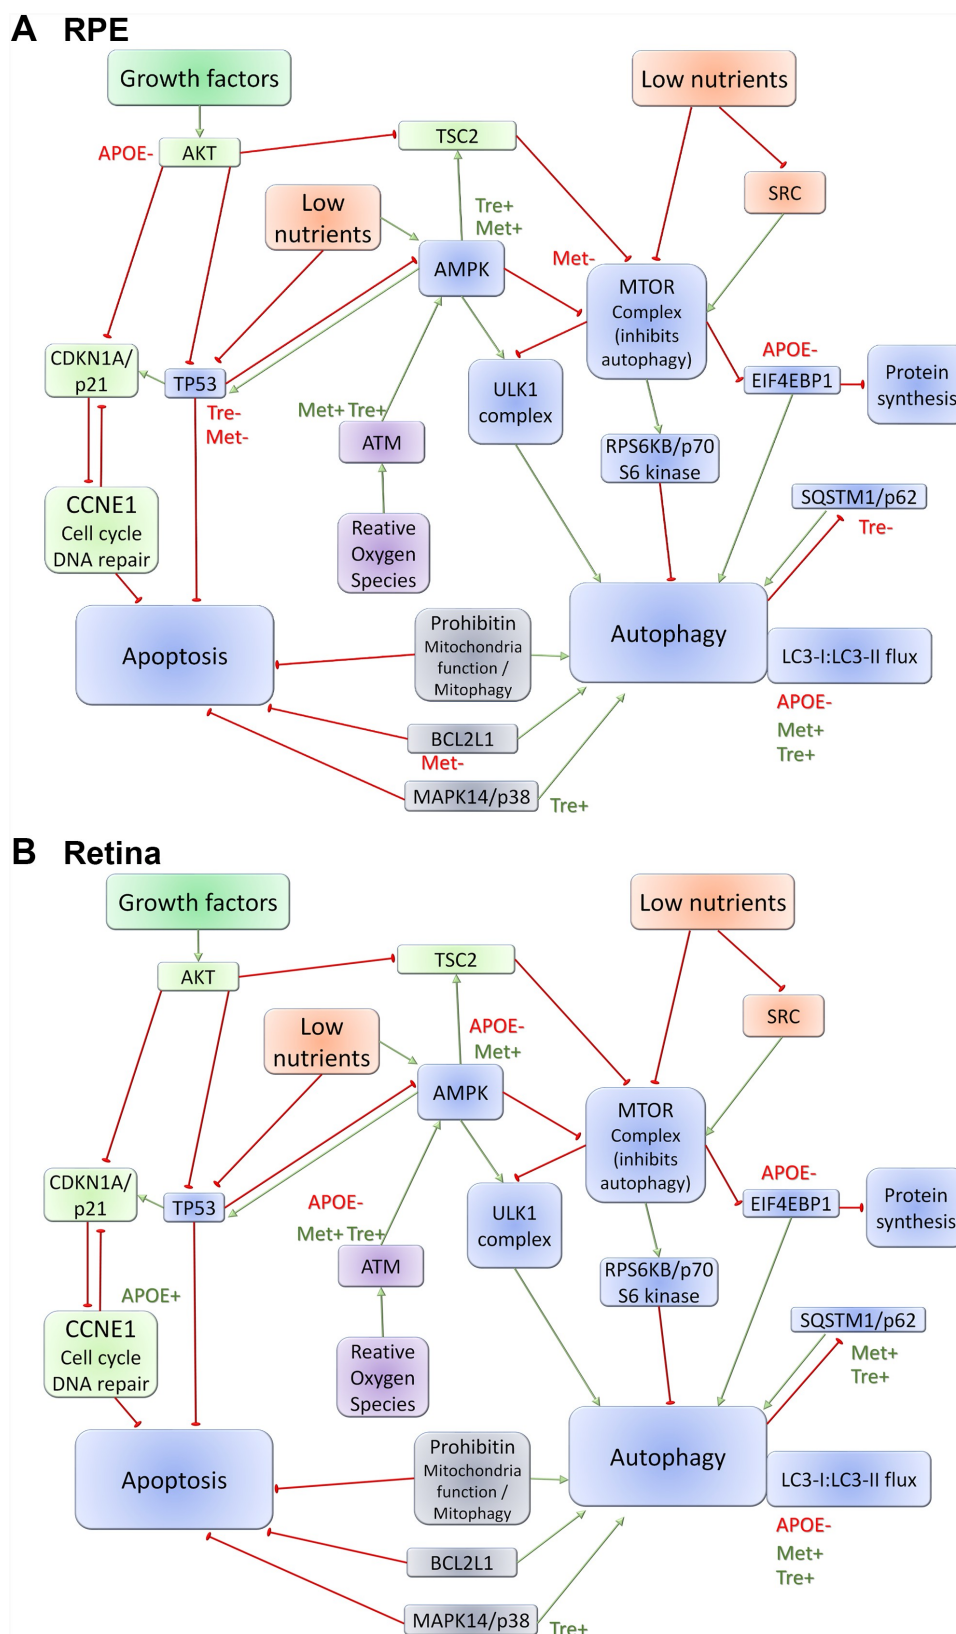 A RPE
Growth factors
Low nutrients
APOE-
AKT
TSC2
SRC
Low
nutrients
Tre+
Met+
AMPK
Met-
MTOR
Complex
(inhibits
autophagy)
CDKN1A/
p21
TP53
Tre-
Met-
Met+ Tre+
ATM
ULK1
complex
APOE-
EIF4EBP1
Protein
synthesis
RPS6KB/p70
S6 kinase
CCNE1
Cell cycle
DNA repair
Reative
Oxygen
Species
SQSTM1/p62
Tre-
Apoptosis
Prohibitin
Mitochondria
function /
Mitophagy
Autophagy
LC3-I:LC3-II flux
APOE-
Met+
Tre+
BCL2L1
Met-
MAPK14/p38
Tre+
B Retina
Growth factors
Low nutrients
AKT
TSC2
SRC
Low
nutrients
APOE-
Met+
AMPK
MTOR
Complex
(inhibits
autophagy)
CDKN1A/
p21
TP53
APOE-
Met+ Tre+
ATM
ULK1
complex
APOE-
EIF4EBP1
Protein
synthesis
RPS6KB/p70
S6 kinase
APOE+
CCNE1
Cell cycle
DNA repair
Reative
Oxygen
Species
SQSTM1/p62
Met+
Tre+
Apoptosis
Prohibitin
Mitochondria
function /
Mitophagy
Autophagy
LC3-I:LC3-II flux
APOE-
Met+
Tre+
BCL2L1
MAPK14/p38
Tre+